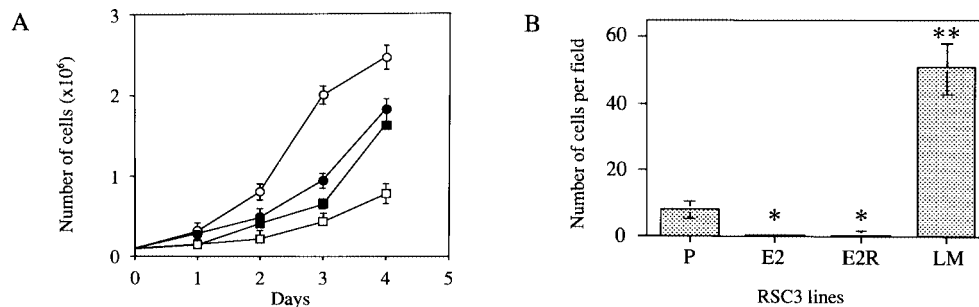 A
Number of cells (x10⁶)
3
2
1
0
0 1 2 3 4 5
Days
B
Number of cells per field
60
40
20
0
* * **
P E2 E2R LM
RSC3 lines